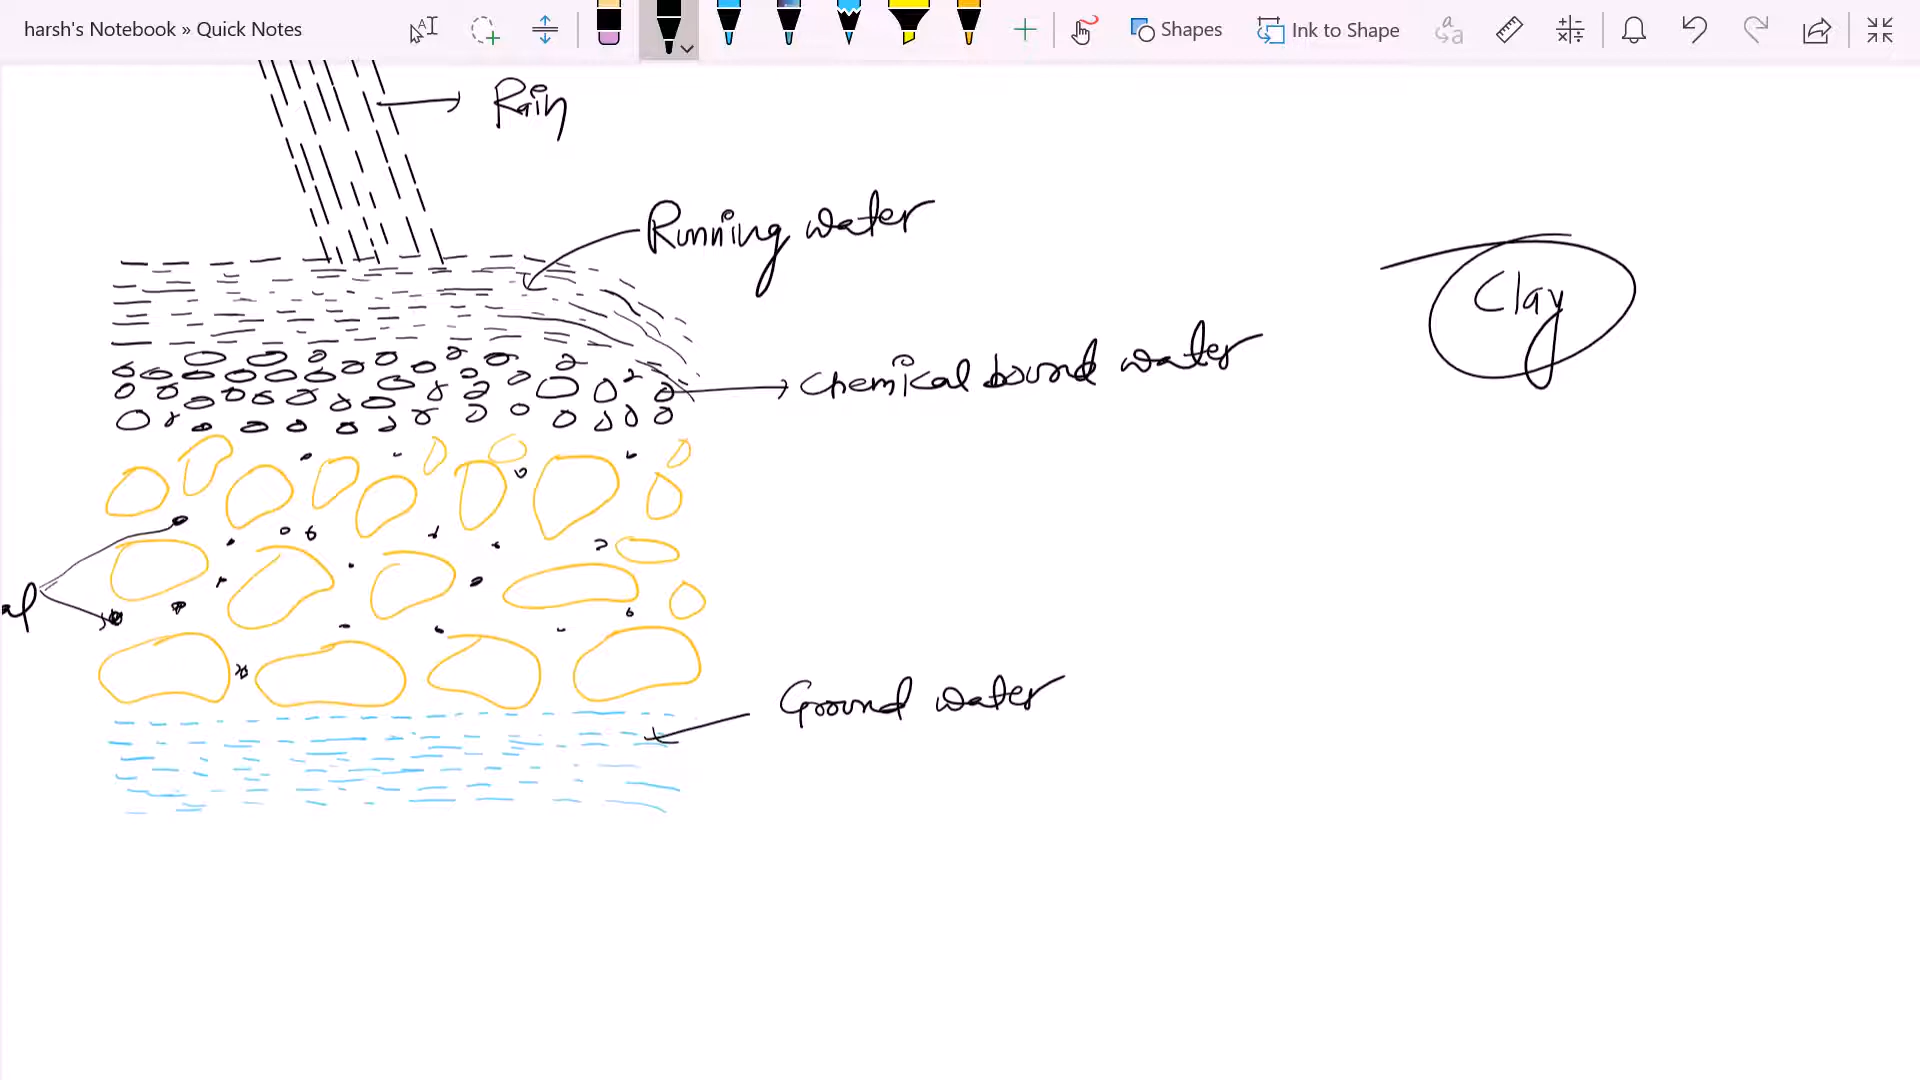 harsh's Notebook » Quick Notes
Shapes
Ink to Shape
Rain
Running water
Clay
Chemical bound water
Ground water